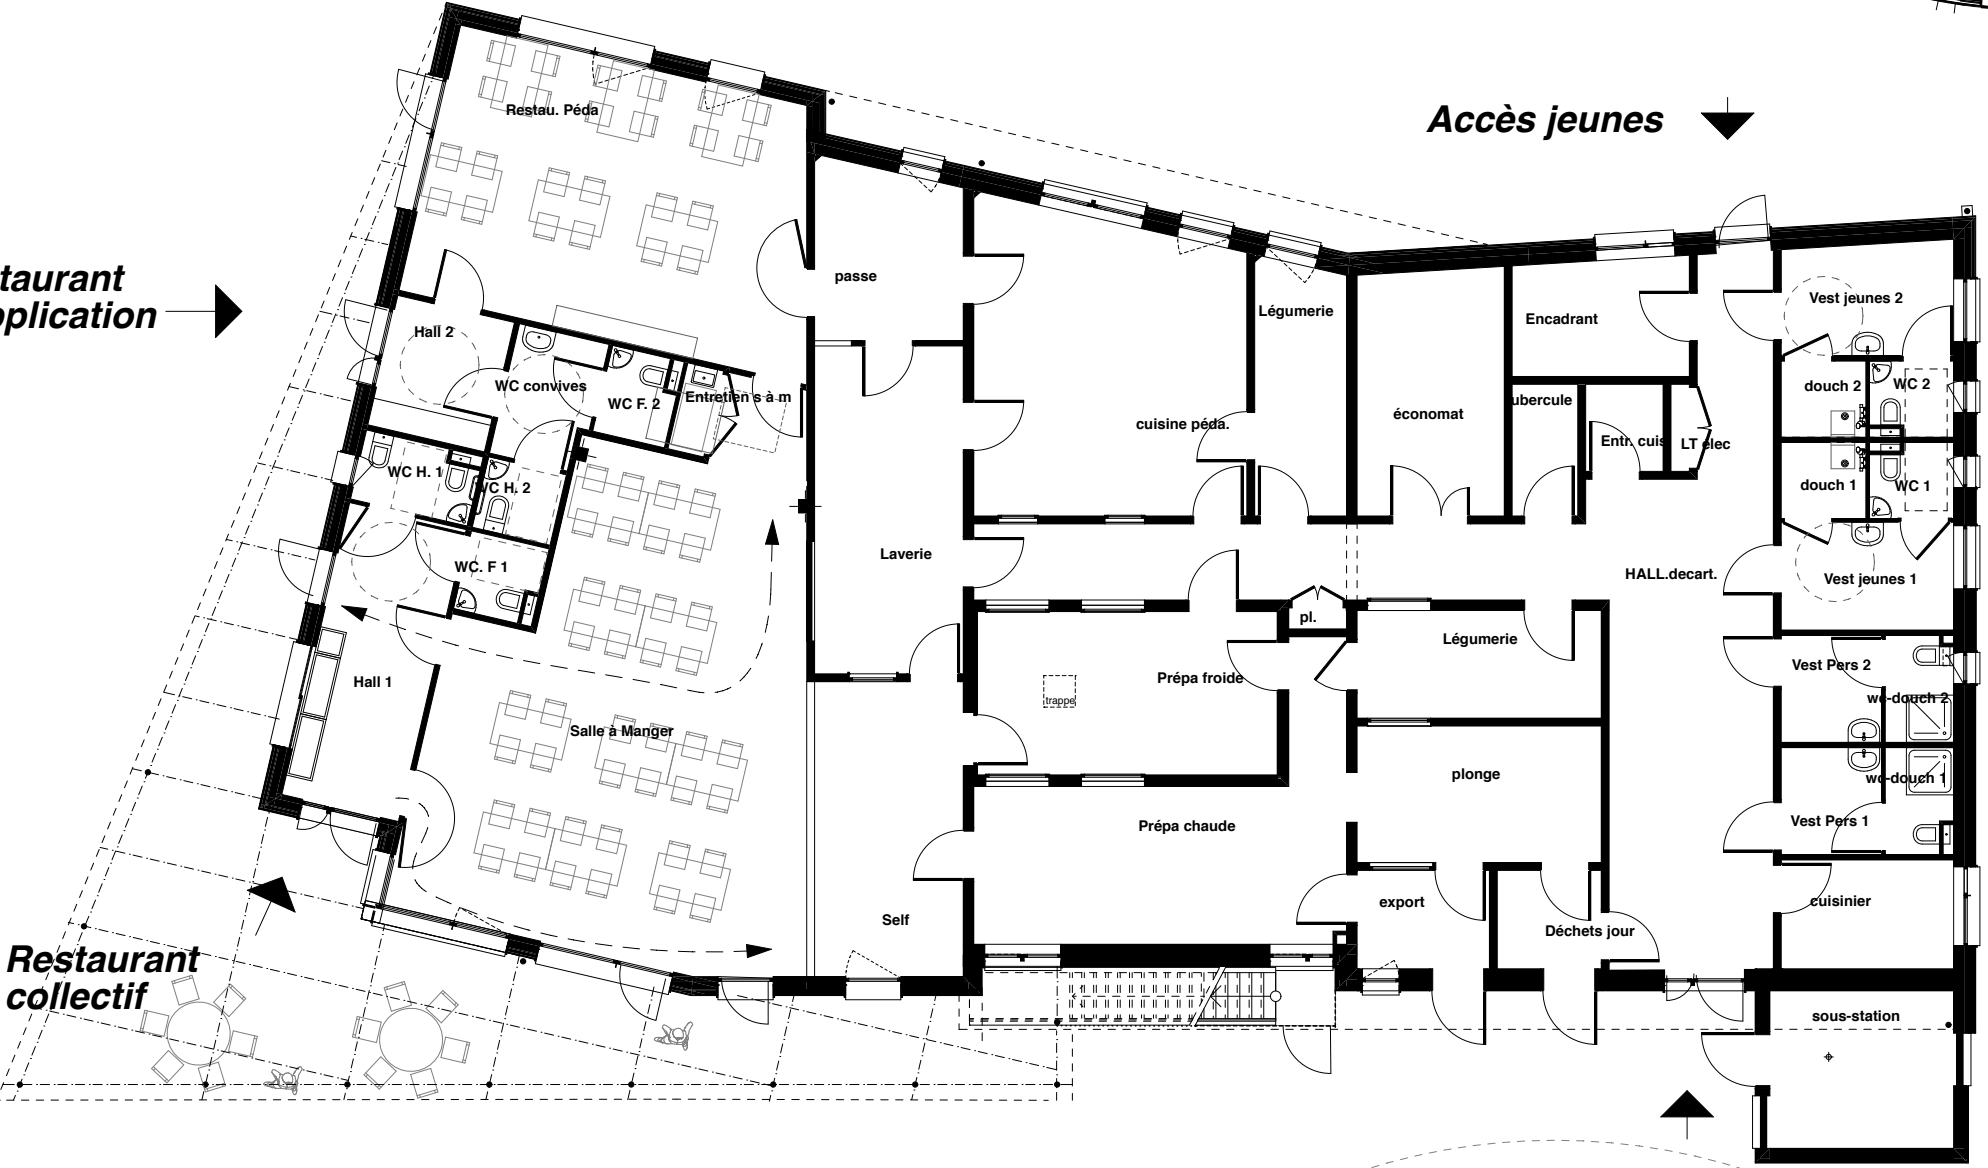 Accès jeunes
Restau. Péda
taurant
pplication
passe
Légumerie
Encadrant
Vest jeunes 2
Hall 2
WC convives
WC F. 2
Entretien s à m
cuisine péda.
économat
ubercule
Entr. cuis
LT élec
douch 2
WC 2
WC H. 1
WC H. 2
douch 1
WC 1
Laverie
WC. F 1
HALL.decart.
Vest jeunes 1
pl.
Légumerie
Hall 1
Prépa froide
trappe
Vest Pers 2
wc-douch 2
Salle à Manger
plonge
wc-douch 1
Prépa chaude
Vest Pers 1
Self
export
Déchets jour
cuisinier
Restaurant
collectif
sous-station